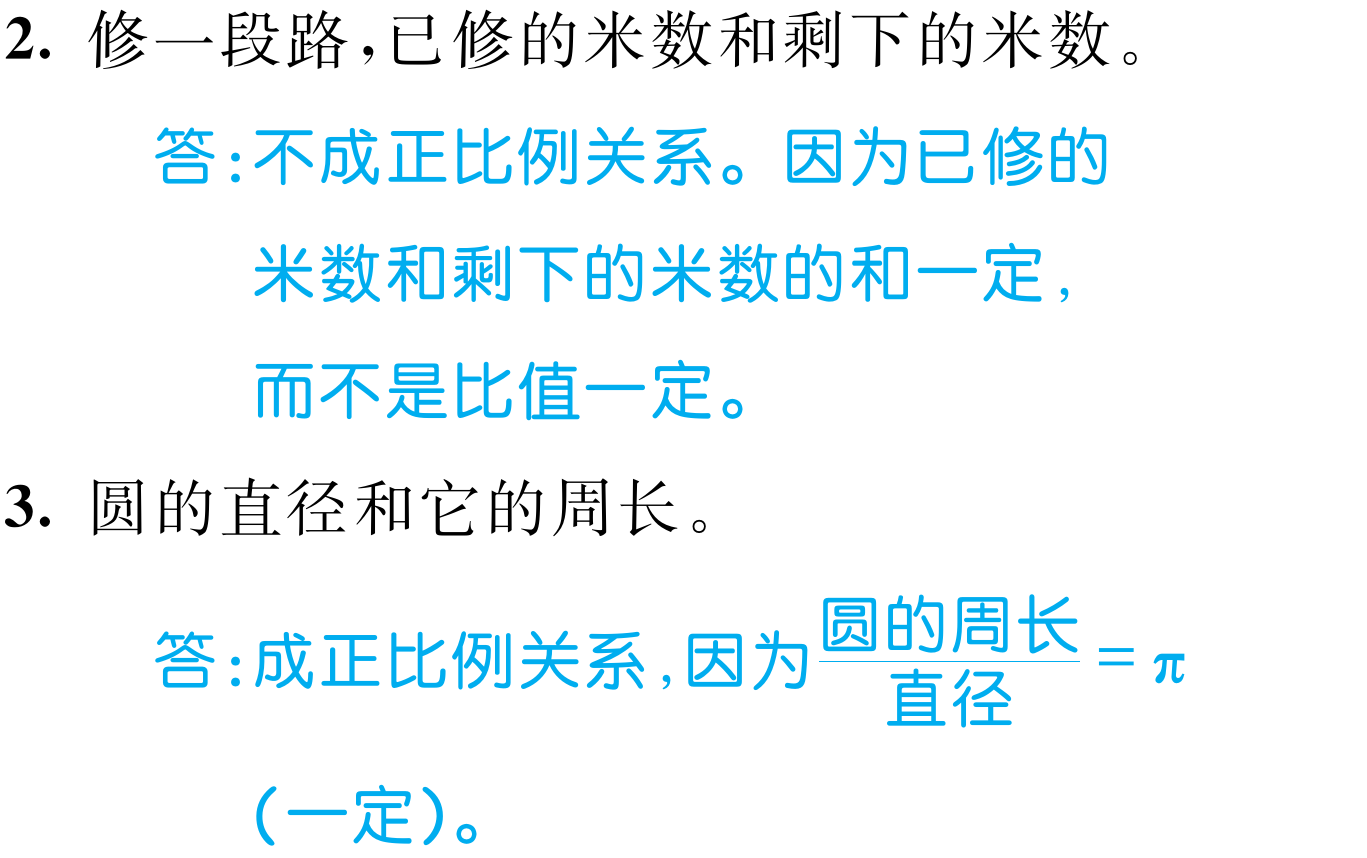 2. 修一段路,已修的米数和剩下的米数。
答:不成正比例关系。因为已修的
米数和剩下的米数的和一定,
而不是比值一定。
3. 圆的直径和它的周长。
答:成正比例关系,因为圆的周长/直径=π
(一定)。